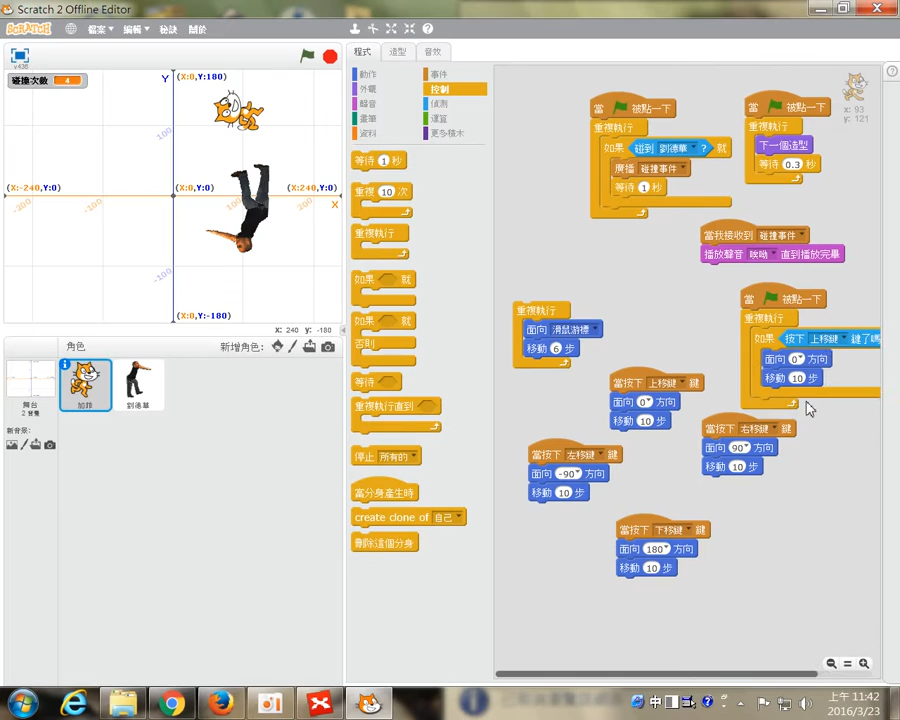 Scratch 2 Offline Editor
SCRATCH 檔案▼ 編輯▼ 秘訣 關於
v436
碰撞次數 4
Y (X:0,Y:180)
100
(X:-240,Y:0) (X:0,Y:0) (X:240,Y:0)
-200 -100 100 200 X
-100
(X:0,Y:-180)
X: 240 y: -180
角色 新增角色:
舞台
2 背景
加菲
劉德華
新背景:
程式 造型 音效
動作 事件
外觀 控制
聲音 偵測
畫筆 運算
資料 更多積木
等待 1 秒
重複 10 次
重複執行
如果 就
如果 就
否則
等待
重複執行直到
停止 所有的
當分身產生時
create clone of 自己
刪除這個分身
x: 93
y: 121
當 被點一下
重複執行
如果 碰到 劉德華 ? 就
廣播 碰撞事件
等待 1 秒
當 被點一下
重複執行
下一個造型
等待 0.3 秒
當我接收到 碰撞事件
播放聲音 唉呦 直到播放完畢
重複執行
面向 滑鼠游標
移動 6 步
當 被點一下
重複執行
如果 按下 上移鍵 鍵了嗎
面向 0 方向
移動 10 步
當按下 上移鍵 鍵
面向 0 方向
移動 10 步
當按下 右移鍵 鍵
面向 90 方向
移動 10 步
當按下 左移鍵 鍵
面向 -90 方向
移動 10 步
當按下 下移鍵 鍵
面向 180 方向
移動 10 步
中
上午 11:42
2016/3/23